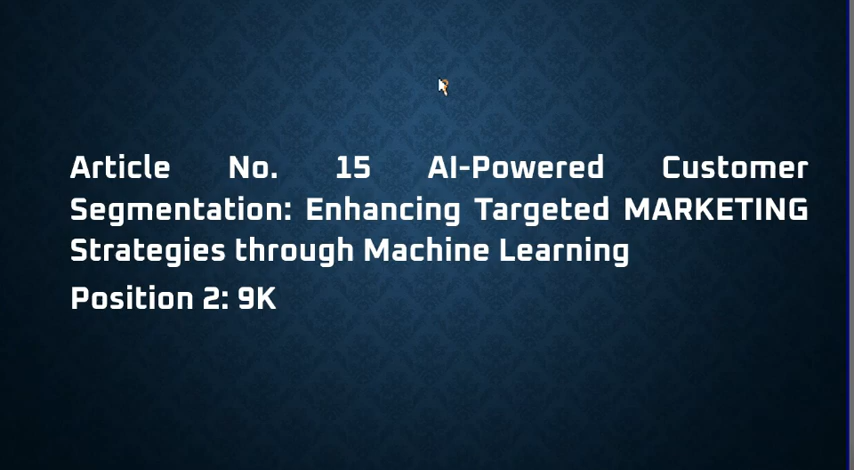 Article No. 15 AI-Powered Customer
Segmentation: Enhancing Targeted MARKETING
Strategies through Machine Learning
Position 2: 9K